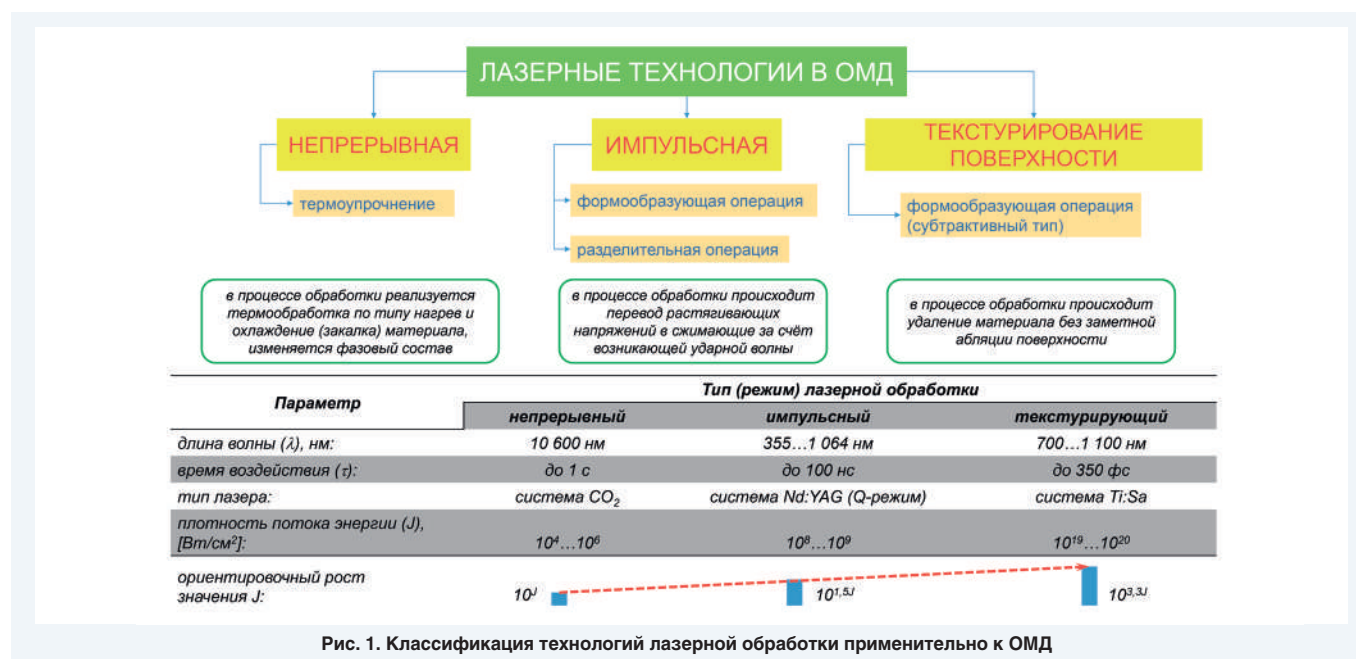 ЛАЗЕРНЫЕ ТЕХНОЛОГИИ В ОМД
НЕПРЕРЫВНАЯ
термоупрочнение
ИМПУЛЬСНАЯ
формообразующая операция
разделительная операция
ТЕКСТУРИРОВАНИЕ
ПОВЕРХНОСТИ
формообразующая операция
(субтрактивный тип)
в процессе обработки реализуется
термообработка по типу нагрев и
охлаждение (закалка) материала,
изменяется фазовый состав
в процессе обработки происходит
перевод растягивающих
напряжений в сжимающие за счёт
возникающей ударной волны
в процессе обработки происходит
удаление материала без заметной
абляции поверхности
Параметр
Тип (режим) лазерной обработки
непрерывный импульсный текстурирующий
длина волны (λ), нм: 10 600 нм 355…1 064 нм 700…1 100 нм
время воздействия (τ): до 1 с до 100 нс до 350 фс
тип лазера: система CO₂ система Nd:YAG (Q-режим) система Ti:Sa
плотность потока энергии (J),
[Вт/см²]: 10⁴…10⁶ 10⁸…10⁹ 10¹⁹…10²⁰
ориентировочный рост
значения J: 10ᴶ 10¹,⁵ᴶ 10³,³ᴶ
Рис. 1. Классификация технологий лазерной обработки применительно к ОМД